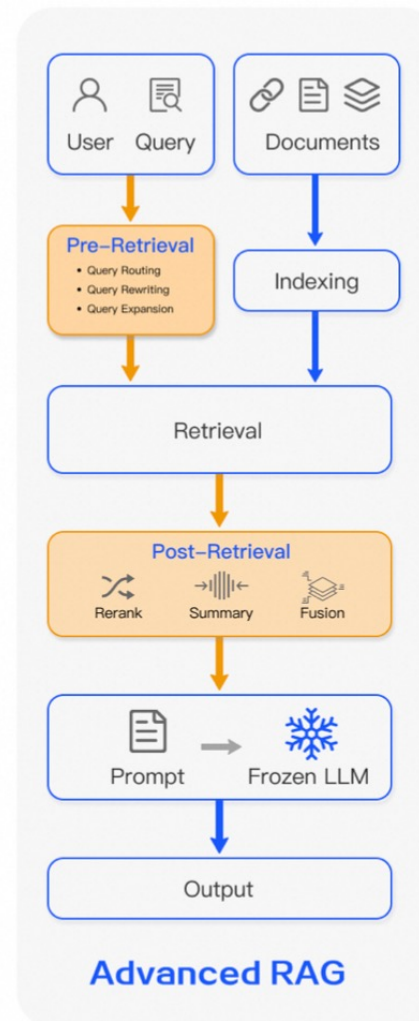 User Query
Documents
Pre-Retrieval
• Query Routing
• Query Rewriting
• Query Expansion
Indexing
Retrieval
Post-Retrieval
Rerank Summary Fusion
Prompt Frozen LLM
Output
Advanced RAG